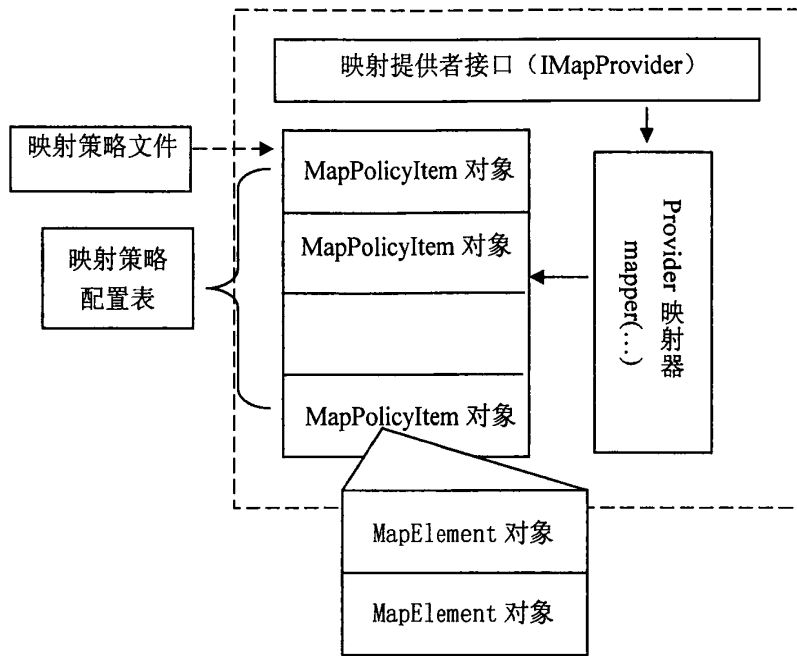 映射提供者接口（IMapProvider）
映射策略文件
MapPolicyItem 对象
MapPolicyItem 对象
映射策略
配置表
Provider 映射器
mapper(…)
MapPolicyItem 对象
MapElement 对象
MapElement 对象